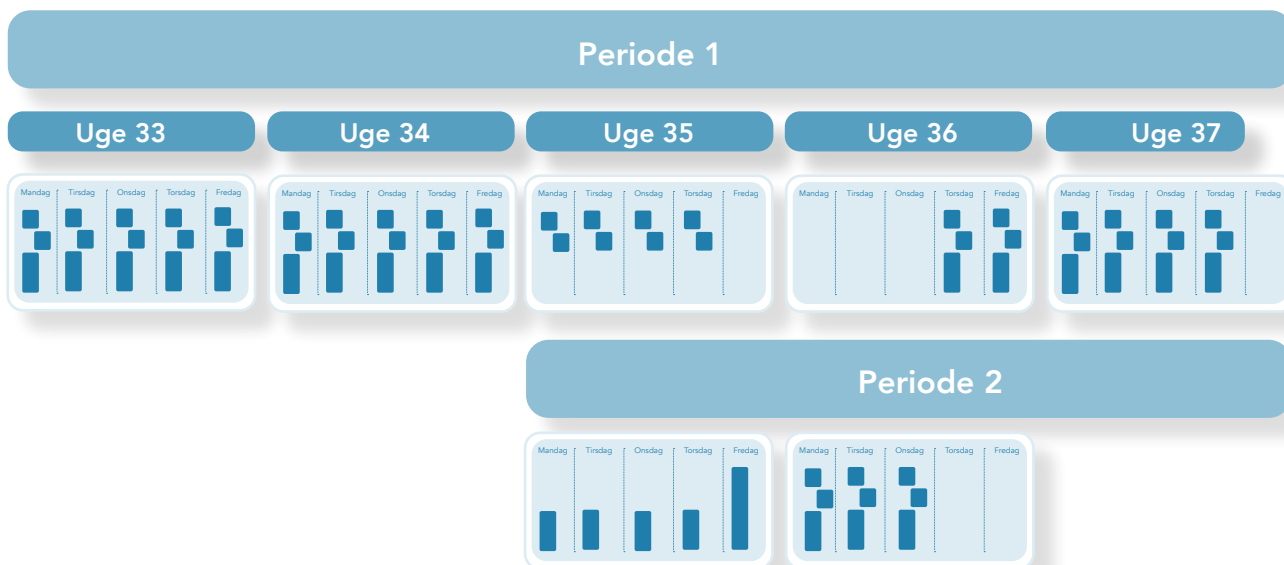 Periode 1
Uge 33 Uge 34 Uge 35 Uge 36 Uge 37
Mandag Tirsdag Onsdag Torsdag Fredag Mandag Tirsdag Onsdag Torsdag Fredag Mandag Tirsdag Onsdag Torsdag Fredag Mandag Tirsdag Onsdag Torsdag Fredag Mandag Tirsdag Onsdag Torsdag Fredag
Periode 2
Mandag Tirsdag Onsdag Torsdag Fredag Mandag Tirsdag Onsdag Torsdag Fredag